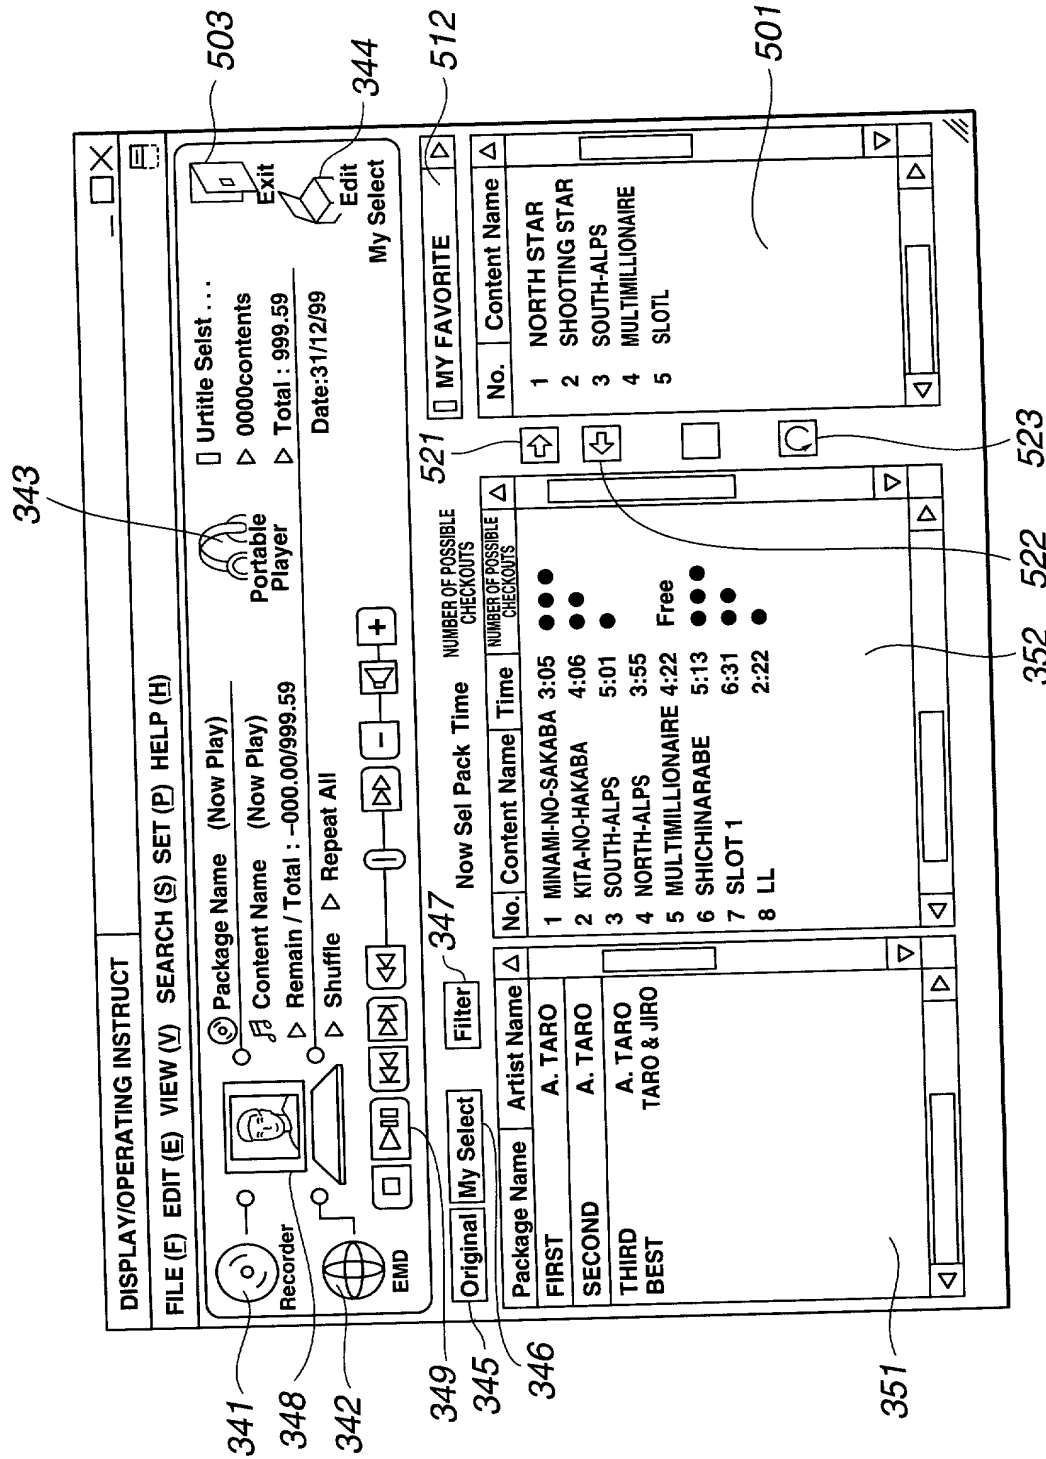 343
DISPLAY/OPERATING INSTRUCT
FILE (F) EDIT (E) VIEW (V) SEARCH (S) SET (P) HELP (H)
341
348
342
349
345
346
351
Recorder
EMD
Package Name (Now Play)
Content Name (Now Play)
Remain / Total : –000.00/999.59
Shuffle Repeat All
Portable
Player
Urtitle Selst ...
0000contents
Total : 999.59
Date:31/12/99
Exit
Edit
My Select
503
344
512
501
Original My Select Filter 347
Now Sel Pack Time NUMBER OF POSSIBLE
CHECKOUTS
521
MY FAVORITE
Package Name Artist Name
FIRST A. TARO
SECOND A. TARO
THIRD A. TARO
BEST TARO & JIRO
No. Content Name Time NUMBER OF POSSIBLE
CHECKOUTS
1 MINAMI-NO-SAKABA 3:05 ● ● ●
2 KITA-NO-HAKABA 4:06 ● ●
3 SOUTH-ALPS 5:01 ●
4 NORTH-ALPS 3:55
5 MULTIMILLIONAIRE 4:22 Free
6 SHICHINARABE 5:13 ● ● ●
7 SLOT 1 6:31 ● ●
8 LL 2:22 ●
No. Content Name
1 NORTH STAR
2 SHOOTING STAR
3 SOUTH-ALPS
4 MULTIMILLIONAIRE
5 SLOTL
352
522
523